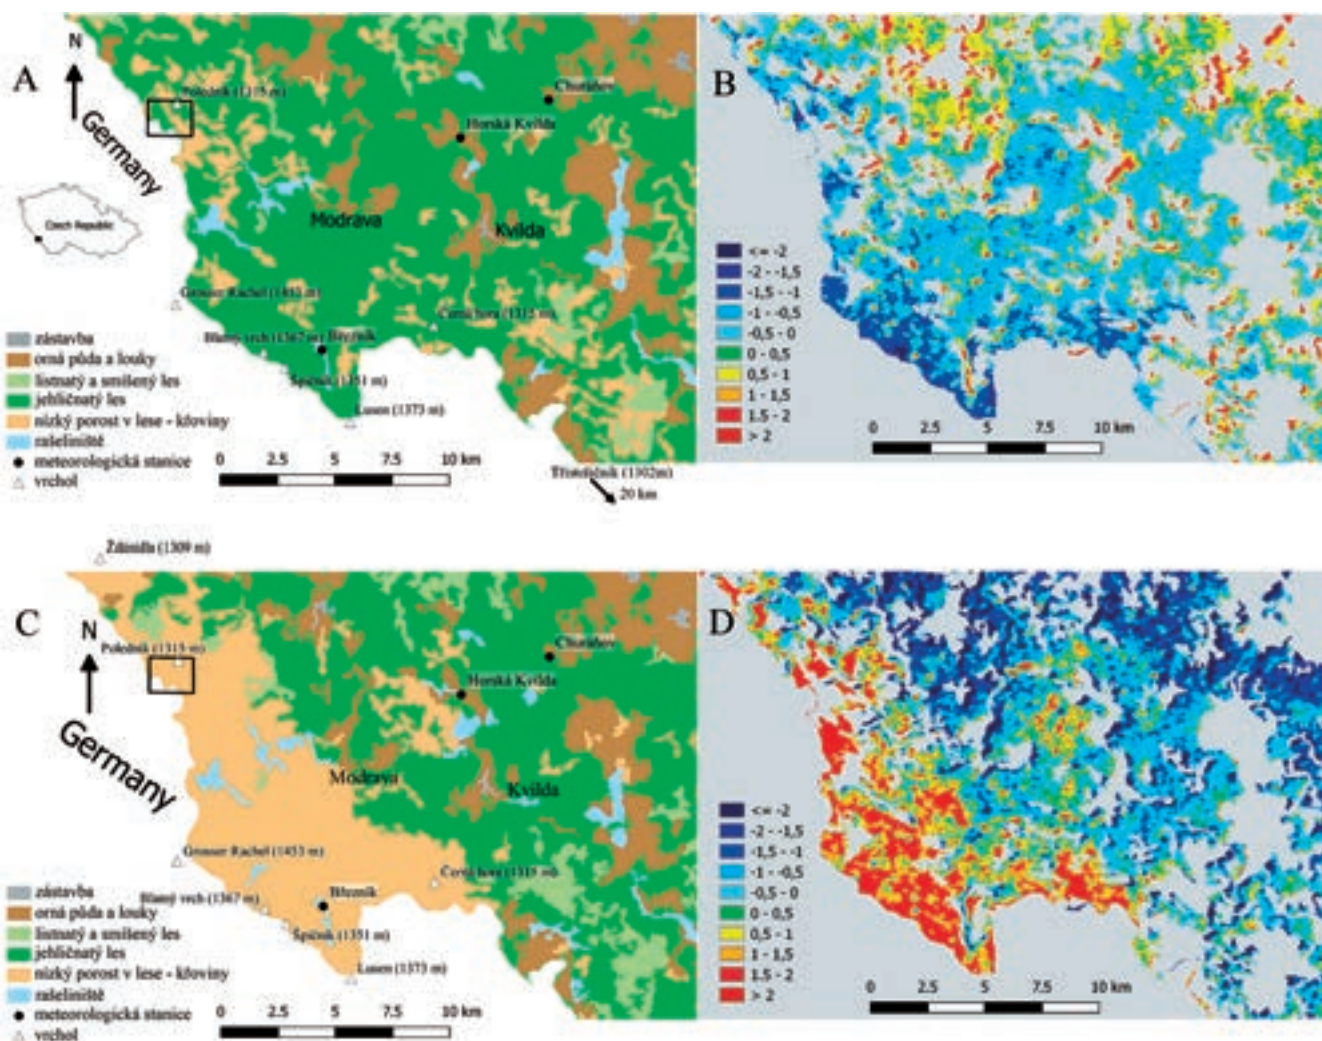 A
N
Germany
Poledník (1315 m)
Churáňov
Horská Kvilda
Czech Republic
Modrava
Kvilda
Grosser Rachel (1453 m)
Černá hora (1315 m)
Blatný vrch (1367 m)
Březník
Špičník (1351 m)
Lusen (1373 m)
zástavba
orná půda a louky
listnatý a smíšený les
jehličnatý les
nízký porost v lese - křoviny
rašeliniště
meteorologická stanice
vrchol
0 2.5 5 7.5 10 km
(1302m)
20 km
B
<= -2
-2 - -1,5
-1,5 - -1
-1 - -0,5
-0,5 - 0
0 - 0,5
0,5 - 1
1 - 1,5
1.5 - 2
> 2
0 2.5 5 7.5 10 km
Ždánidla (1309 m)
C
N
Germany
Poledník (1315 m)
Churáňov
Horská Kvilda
Modrava
Kvilda
Grosser Rachel (1453 m)
Černá hora (1315 m)
Blatný vrch (1367 m)
Březník
Špičník (1351 m)
Lusen (1373 m)
zástavba
orná půda a louky
listnatý a smíšený les
jehličnatý les
nízký porost v lese - křoviny
rašeliniště
meteorologická stanice
vrchol
0 2.5 5 7.5 10 km
D
<= -2
-2 - -1,5
-1,5 - -1
-1 - -0,5
-0,5 - 0
0 - 0,5
0,5 - 1
1 - 1,5
1.5 - 2
> 2
0 2.5 5 7.5 10 km